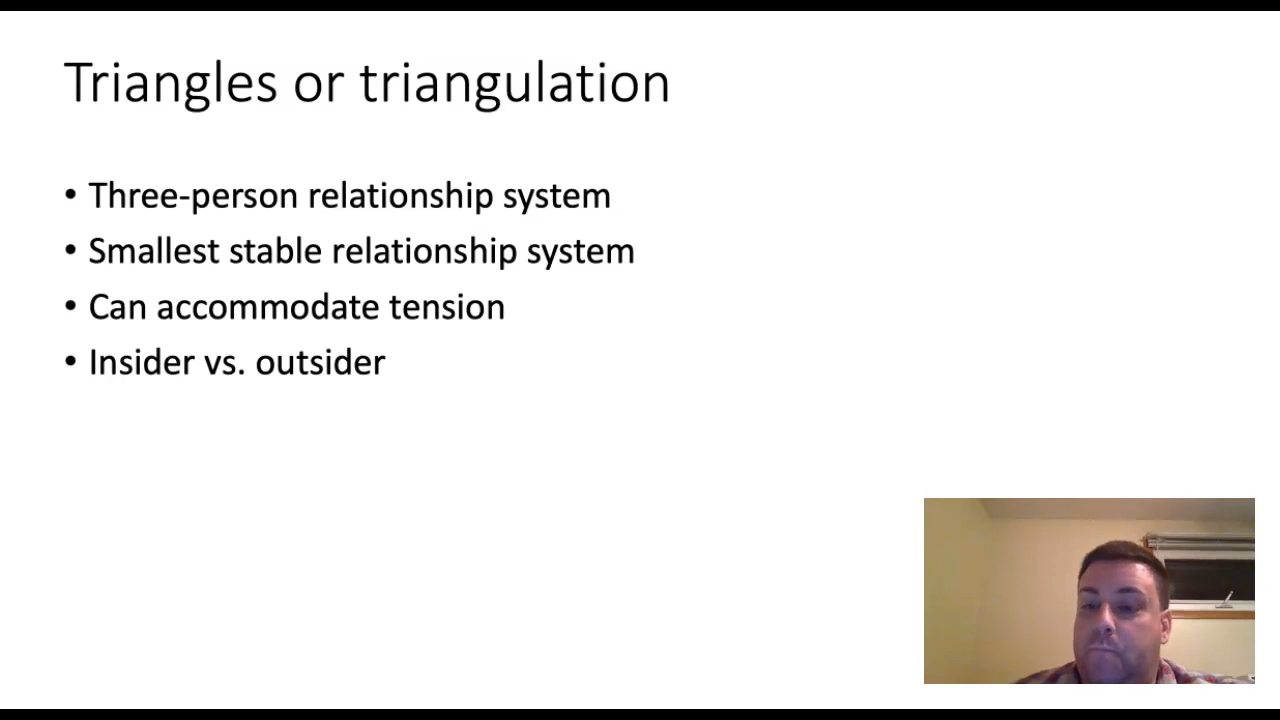 Triangles or triangulation
• Three-person relationship system
• Smallest stable relationship system
• Can accommodate tension
• Insider vs. outsider